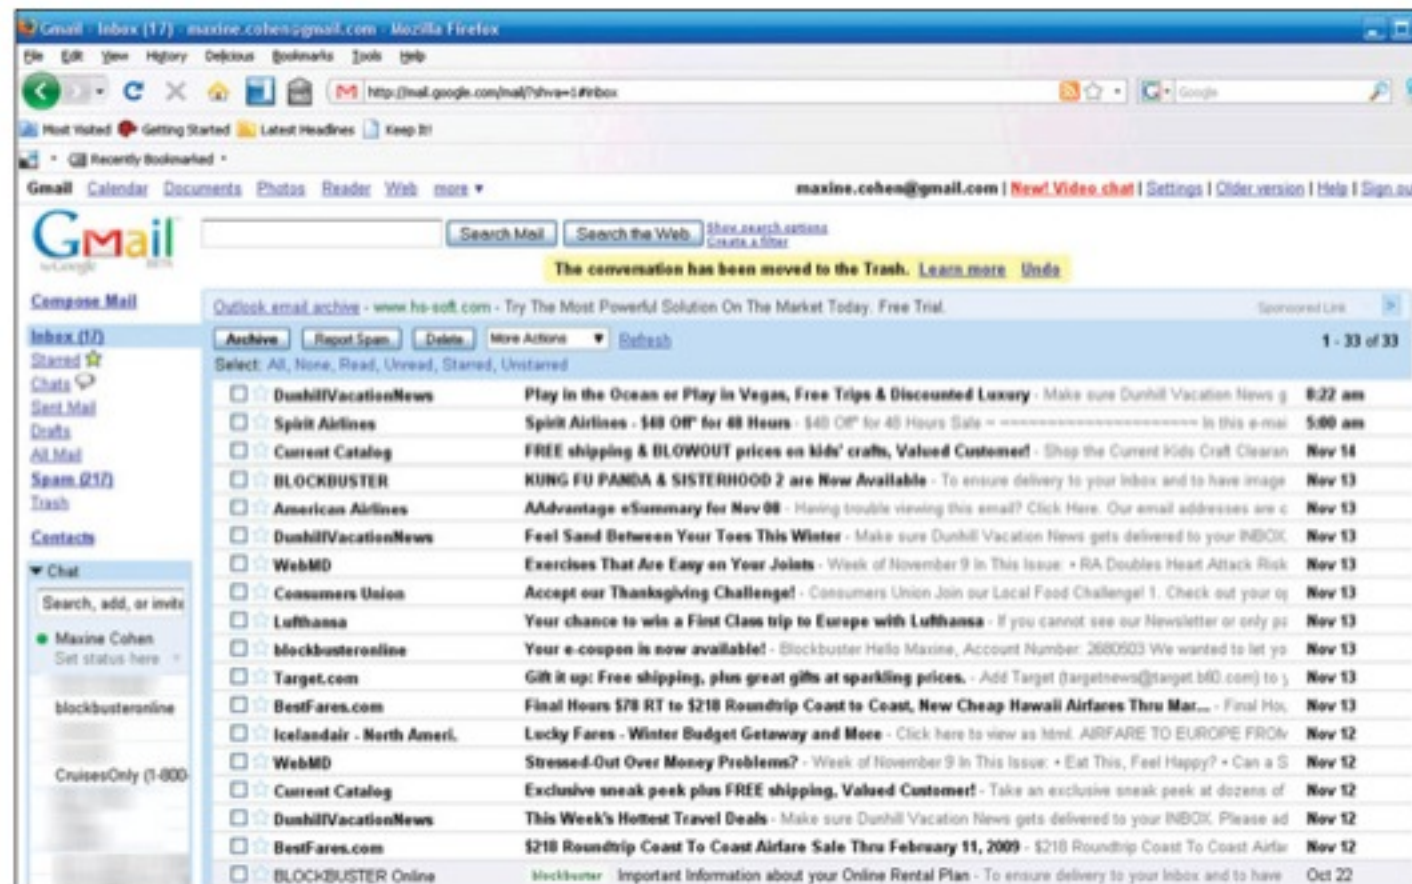 Gmail - Inbox (17) - maxine.cohen@gmail.com - Mozilla Firefox
File Edit View History Delicious Bookmarks Tools Help
http://mail.google.com/mail/?shva=1#inbox
Google
Most Visited Getting Started Latest Headlines Keep It!
Recently Bookmarked
Gmail Calendar Documents Photos Reader Web more ▼ maxine.cohen@gmail.com | New! Video chat | Settings | Older version | Help | Sign ou
Gmail
by Google BETA
Search Mail Search the Web Show search options
Create a filter
The conversation has been moved to the Trash. Learn more Undo
Compose Mail
Outlook email archive - www.hs-soft.com - Try The Most Powerful Solution On The Market Today. Free Trial. Sponsored Link >
Inbox (17)
Starred
Chats
Sent Mail
Drafts
All Mail
Spam (217)
Trash
Contacts
▼ Chat
Search, add, or invite
Maxine Cohen
Set status here
blockbusteronline
CruisesOnly (1-800-
Archive Report Spam Delete More Actions ▼ Refresh 1 - 33 of 33
Select: All, None, Read, Unread, Starred, Unstarred
DunhillVacationNews Play in the Ocean or Play in Vegas, Free Trips & Discounted Luxury - Make sure Dunhill Vacation News g 8:22 am
Spirit Airlines Spirit Airlines - $48 Off* for 48 Hours - $48 Off* for 48 Hours Sale ~ In this e-mai 5:00 am
Current Catalog FREE shipping & BLOWOUT prices on kids' crafts, Valued Customer! - Shop the Current Kids Craft Clearan Nov 14
BLOCKBUSTER KUNG FU PANDA & SISTERHOOD 2 are Now Available - To ensure delivery to your inbox and to have image Nov 13
American Airlines AAdvantage eSummary for Nov 08 - Having trouble viewing this email? Click Here. Our email addresses are c Nov 13
DunhillVacationNews Feel Sand Between Your Toes This Winter - Make sure Dunhill Vacation News gets delivered to your INBOX. Nov 13
WebMD Exercises That Are Easy on Your Joints - Week of November 9 In This Issue: • RA Doubles Heart Attack Risk Nov 13
Consumers Union Accept our Thanksgiving Challenge! - Consumers Union Join our Local Food Challenge! 1. Check out your op Nov 13
Lufthansa Your chance to win a First Class trip to Europe with Lufthansa - If you cannot see our Newsletter or only pa Nov 13
blockbusteronline Your e-coupon is now available! - Blockbuster Hello Maxine, Account Number: 2680503 We wanted to let yo Nov 13
Target.com Gift it up: Free shipping, plus great gifts at sparkling prices. - Add Target (targetnews@target.bfi0.com) to y Nov 13
BestFares.com Final Hours $78 RT to $218 Roundtrip Coast to Coast, New Cheap Hawaii Airfares Thru Mar... - Final Hou Nov 13
Icelandair - North Ameri. Lucky Fares - Winter Budget Getaway and More - Click here to view as html. AIRFARE TO EUROPE FROM Nov 12
WebMD Stressed-Out Over Money Problems? - Week of November 9 In This Issue: • Eat This, Feel Happy? • Can a S Nov 12
Current Catalog Exclusive sneak peek plus FREE shipping, Valued Customer! - Take an exclusive sneak peek at dozens of Nov 12
DunhillVacationNews This Week's Hottest Travel Deals - Make sure Dunhill Vacation News gets delivered to your INBOX. Please ad Nov 12
BestFares.com $218 Roundtrip Coast To Coast Airfare Sale Thru February 11, 2009 - $218 Roundtrip Coast To Coast Airfar Nov 12
BLOCKBUSTER Online blockbuster Important Information about your Online Rental Plan - To ensure delivery to your inbox and to have Oct 22